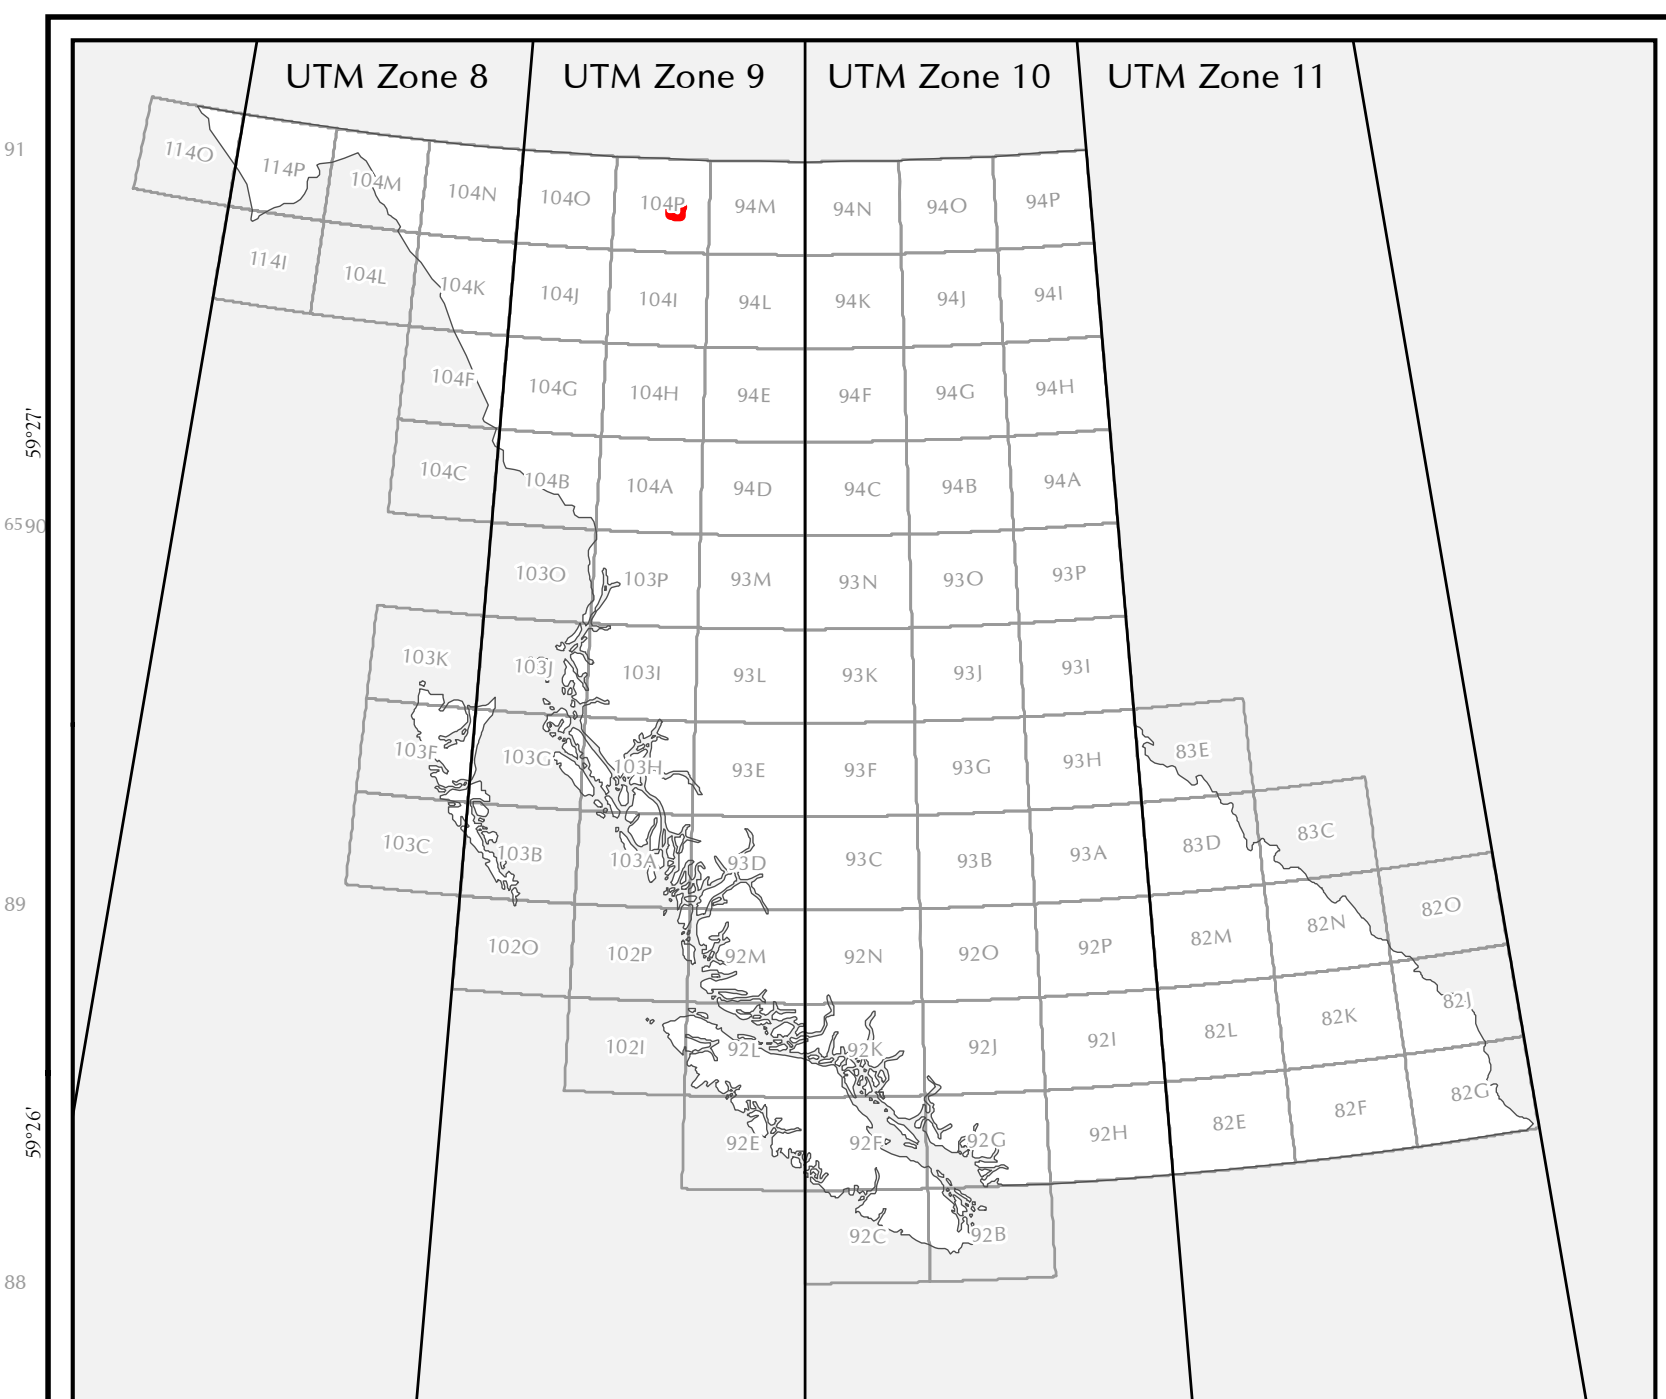 UTM Zone 8 UTM Zone 9 UTM Zone 10 UTM Zone 11
91
114O 114P 104M 104N 104O 104P 94M 94N 94O 94P
114I 104L 104K 104J 104I 94L 94K 94J 94I
104F 104G 104H 94E 94F 94G 94H
59°27'
104C 104B 104A 94D 94C 94B 94A
6590
103O 103P 93M 93N 93O 93P
103K 103J 103I 93L 93K 93J 93I
103F 103G 103H 93E 93F 93G 93H 83E
103C 103B 103A 93D 93C 93B 93A 83D 83C
89
102O 102P 92M 92N 92O 92P 82M 82N 82O
102I 92L 92K 92J 92I 82L 82K 82J
59°26'
92E 92F 92G 92H 82E 82F 82G
92C 92B
88